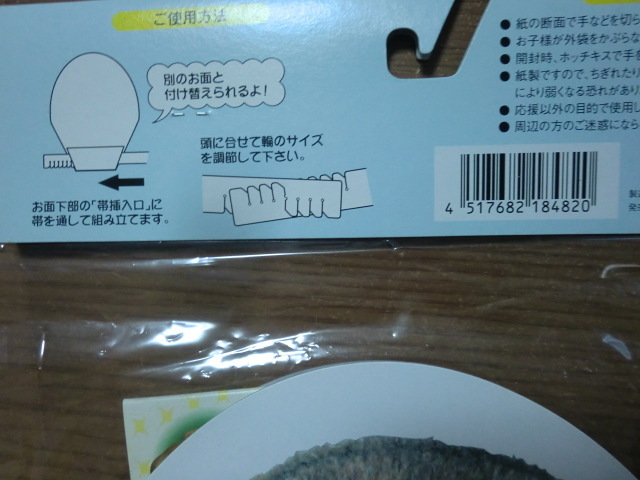 ご使用方法
別のお面と
付け替えられるよ！
お面下部の「帯挿入口」に
帯を通して組み立てます。
頭に合せて輪のサイズ
を調節して下さい。
● 紙の断面で手などを切ら
● お子様が外袋をかぶらな
● 開封時、ホッチキスで手を
● 紙製ですので、ちぎれたり
により弱くなる恐れがあり
● 応援以外の目的で使用し
● 周辺の方のご迷惑になら
4 517682 184820
製造
発売